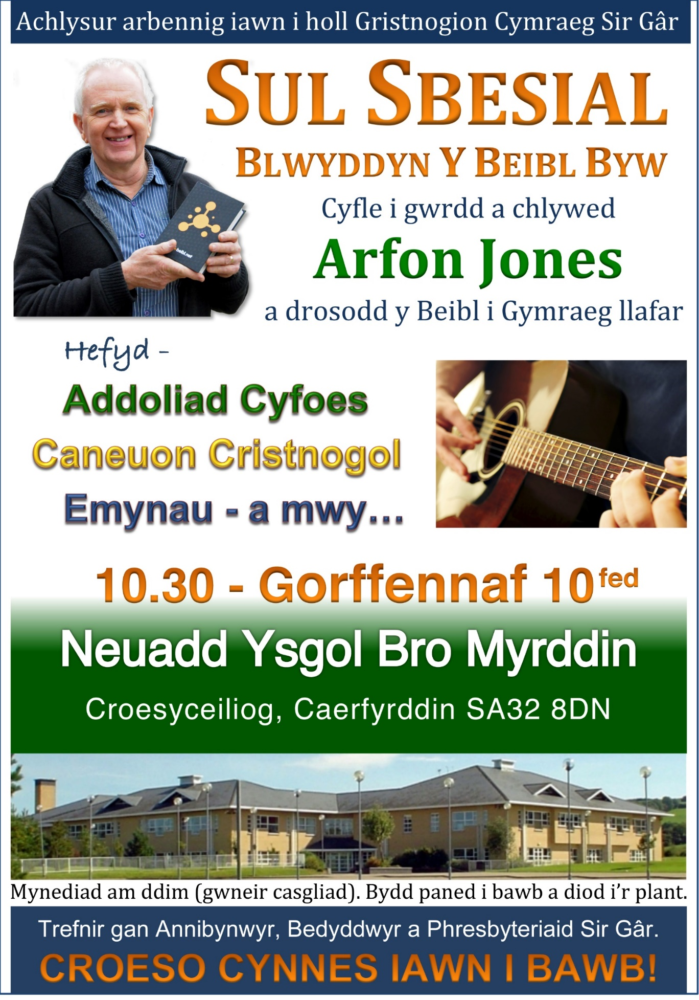 Achlysur arbennig iawn i holl Gristnogion Cymraeg Sir Gâr
SUL SBESIAL
BLWYDDYN Y BEIBL BYW
Cyfle i gwrdd a chlywed
Arfon Jones
a drosodd y Beibl i Gymraeg llafar
beibl.net
Hefyd -
Addoliad Cyfoes
Caneuon Cristnogol
Emynau - a mwy...
10.30 - Gorffennaf 10fed
Neuadd Ysgol Bro Myrddin
Croesyceiliog, Caerfyrddin SA32 8DN
Mynediad am ddim (gwneir casgliad). Bydd paned i bawb a diod i'r plant.
Trefnir gan Annibynwyr, Bedyddwyr a Phresbyteriaid Sir Gâr.
CROESO CYNNES IAWN I BAWB!